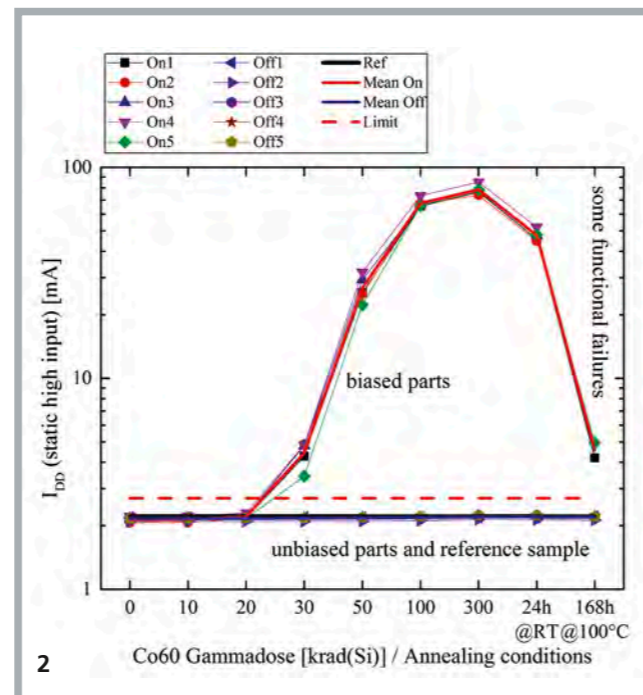 On1 Off1 Ref
On2 Off2 Mean On
On3 Off3 Mean Off
On4 Off4 Limit
On5 Off5
100
10
1
I_DD (static high input) [mA]
some functional failures
biased parts
unbiased parts and reference sample
0 10 20 30 50 100 300 24h 168h
@RT @100°C
Co60 Gammadose [krad(Si)] / Annealing conditions
2